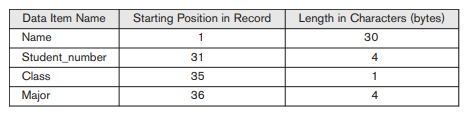 Data Item Name Starting Position in Record Length in Characters (bytes)
Name 1 30
Student_number 31 4
Class 35 1
Major 36 4